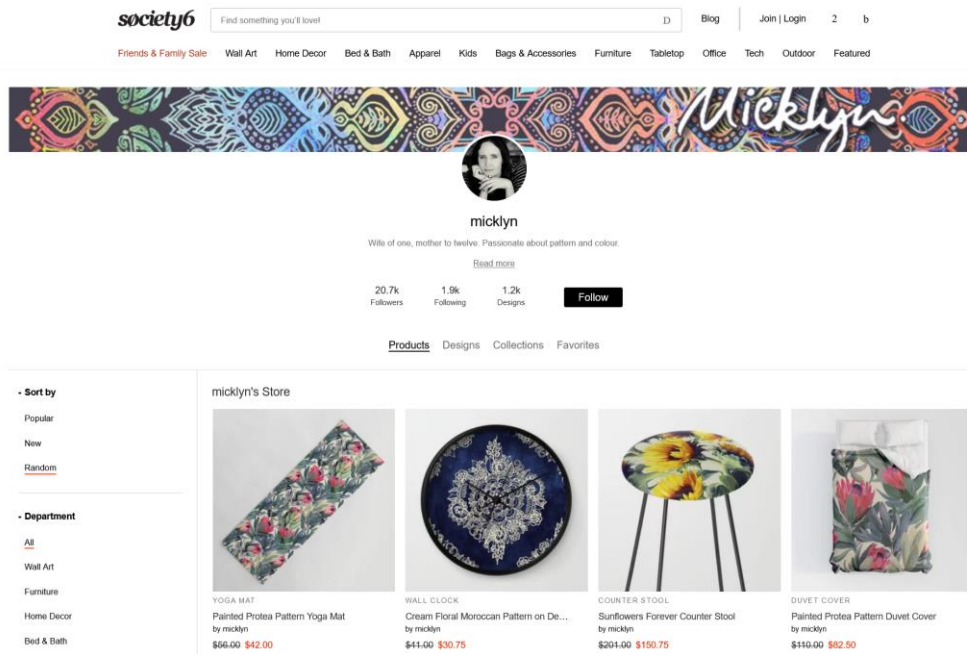 søciety6
Find something you'll love!
D
Blog
Join | Login
2
b
Friends & Family Sale
Wall Art
Home Decor
Bed & Bath
Apparel
Kids
Bags & Accessories
Furniture
Tabletop
Office
Tech
Outdoor
Featured
Micklyn
micklyn
Wife of one, mother to twelve. Passionate about pattern and colour.
Read more
20.7k
Followers
1.9k
Following
1.2k
Designs
Follow
Products
Designs
Collections
Favorites
Sort by
Popular
New
Random
Department
All
Wall Art
Furniture
Home Decor
Bed & Bath
micklyn's Store
YOGA MAT
Painted Protea Pattern Yoga Mat
by micklyn
$56.00 $42.00
WALL CLOCK
Cream Floral Moroccan Pattern on De...
by micklyn
$41.00 $30.75
COUNTER STOOL
Sunflowers Forever Counter Stool
by micklyn
$201.00 $150.75
DUVET COVER
Painted Protea Pattern Duvet Cover
by micklyn
$110.00 $82.50